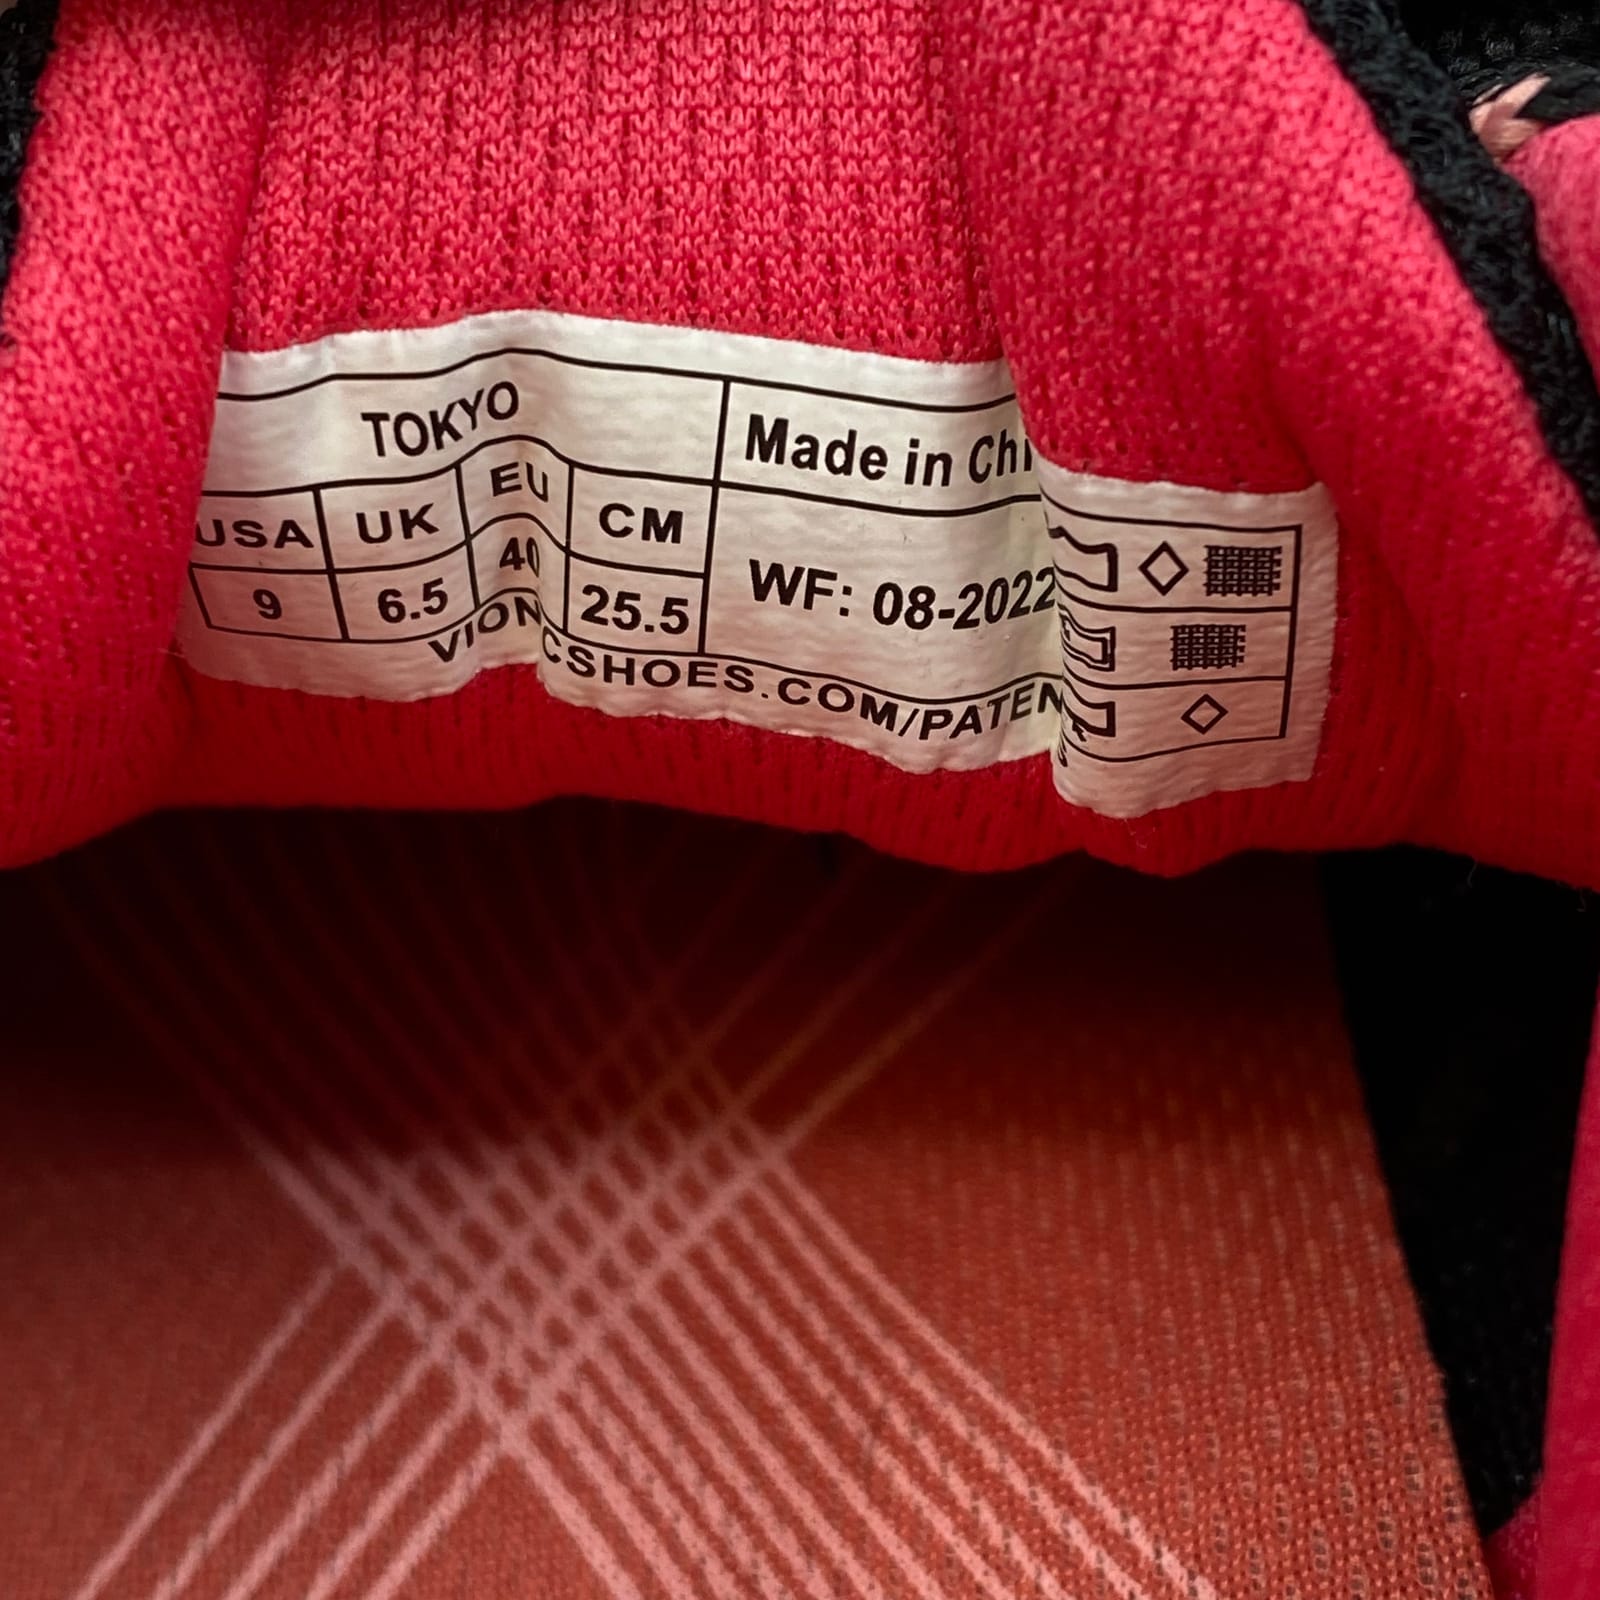 TOKYO
Made in Chi
USA UK EU CM
9 6.5 40 25.5
WF: 08-2022
VIONCSHOES.COM/PATEN